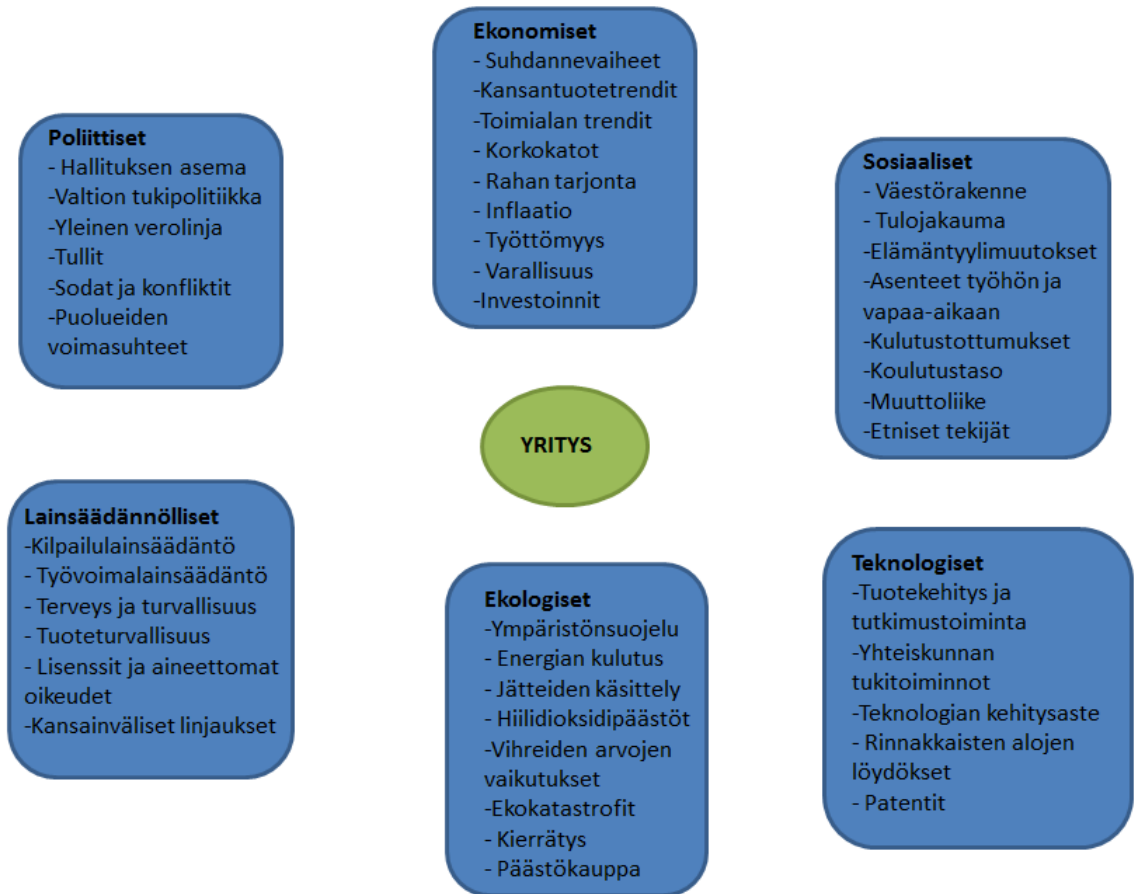 Ekonomiset
- Suhdannevaiheet
-Kansantuotetrendit
-Toimialan trendit
- Korkokatot
- Rahan tarjonta
- Inflaatio
- Työttömyys
- Varallisuus
-Investoinnit
Poliittiset
- Hallituksen asema
-Valtion tukipolitiikka
-Yleinen verolinja
-Tullit
-Sodat ja konfliktit
-Puolueiden
voimasuhteet
Sosiaaliset
- Väestörakenne
- Tulojakauma
-Elämäntyylimuutokset
-Asenteet työhön ja
vapaa-aikaan
-Kulutustottumukset
-Koulutustaso
-Muuttoliike
-Etniset tekijät
YRITYS
Lainsäädännölliset
-Kilpailulainsäädäntö
- Työvoimalainsäädäntö
- Terveys ja turvallisuus
- Tuoteturvallisuus
- Lisenssit ja aineettomat
oikeudet
-Kansainväliset linjaukset
Ekologiset
-Ympäristönsuojelu
- Energian kulutus
- Jätteiden käsittely
- Hiilidioksidipäästöt
-Vihreiden arvojen
vaikutukset
-Ekokatastrofit
- Kierrätys
- Päästökauppa
Teknologiset
-Tuotekehitys ja
tutkimustoiminta
-Yhteiskunnan
tukitoiminnot
-Teknologian kehitysaste
- Rinnakkaisten alojen
löydökset
- Patentit